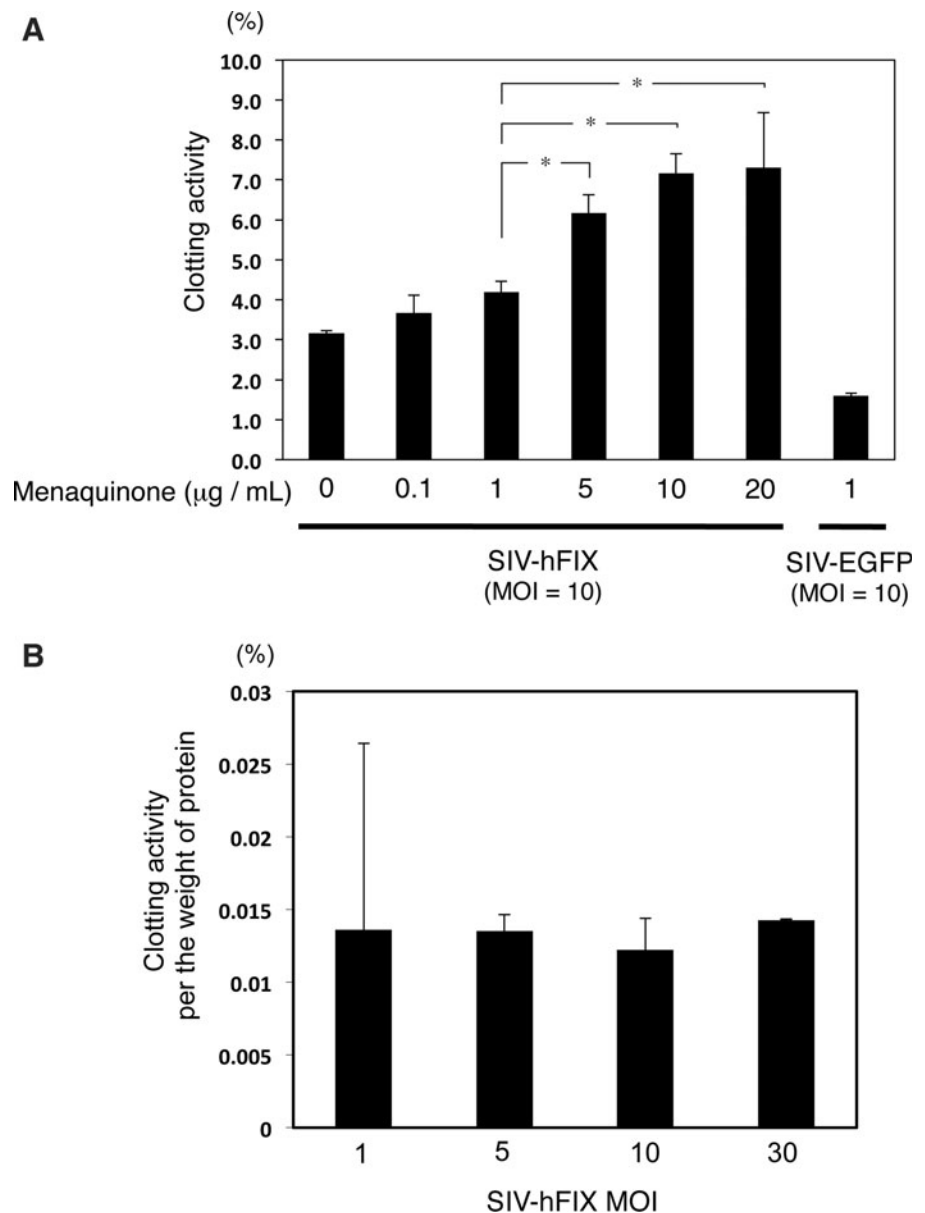 A
(%)
Clotting activity
10.0
9.0
8.0
7.0
6.0
5.0
4.0
3.0
2.0
1.0
0.0
* 
*
*
Menaquinone (μg / mL) 0 0.1 1 5 10 20 1
SIV-hFIX SIV-EGFP
(MOI = 10) (MOI = 10)
B
(%)
Clotting activity
per the weight of protein
0.03
0.025
0.02
0.015
0.01
0.005
0
1 5 10 30
SIV-hFIX MOI